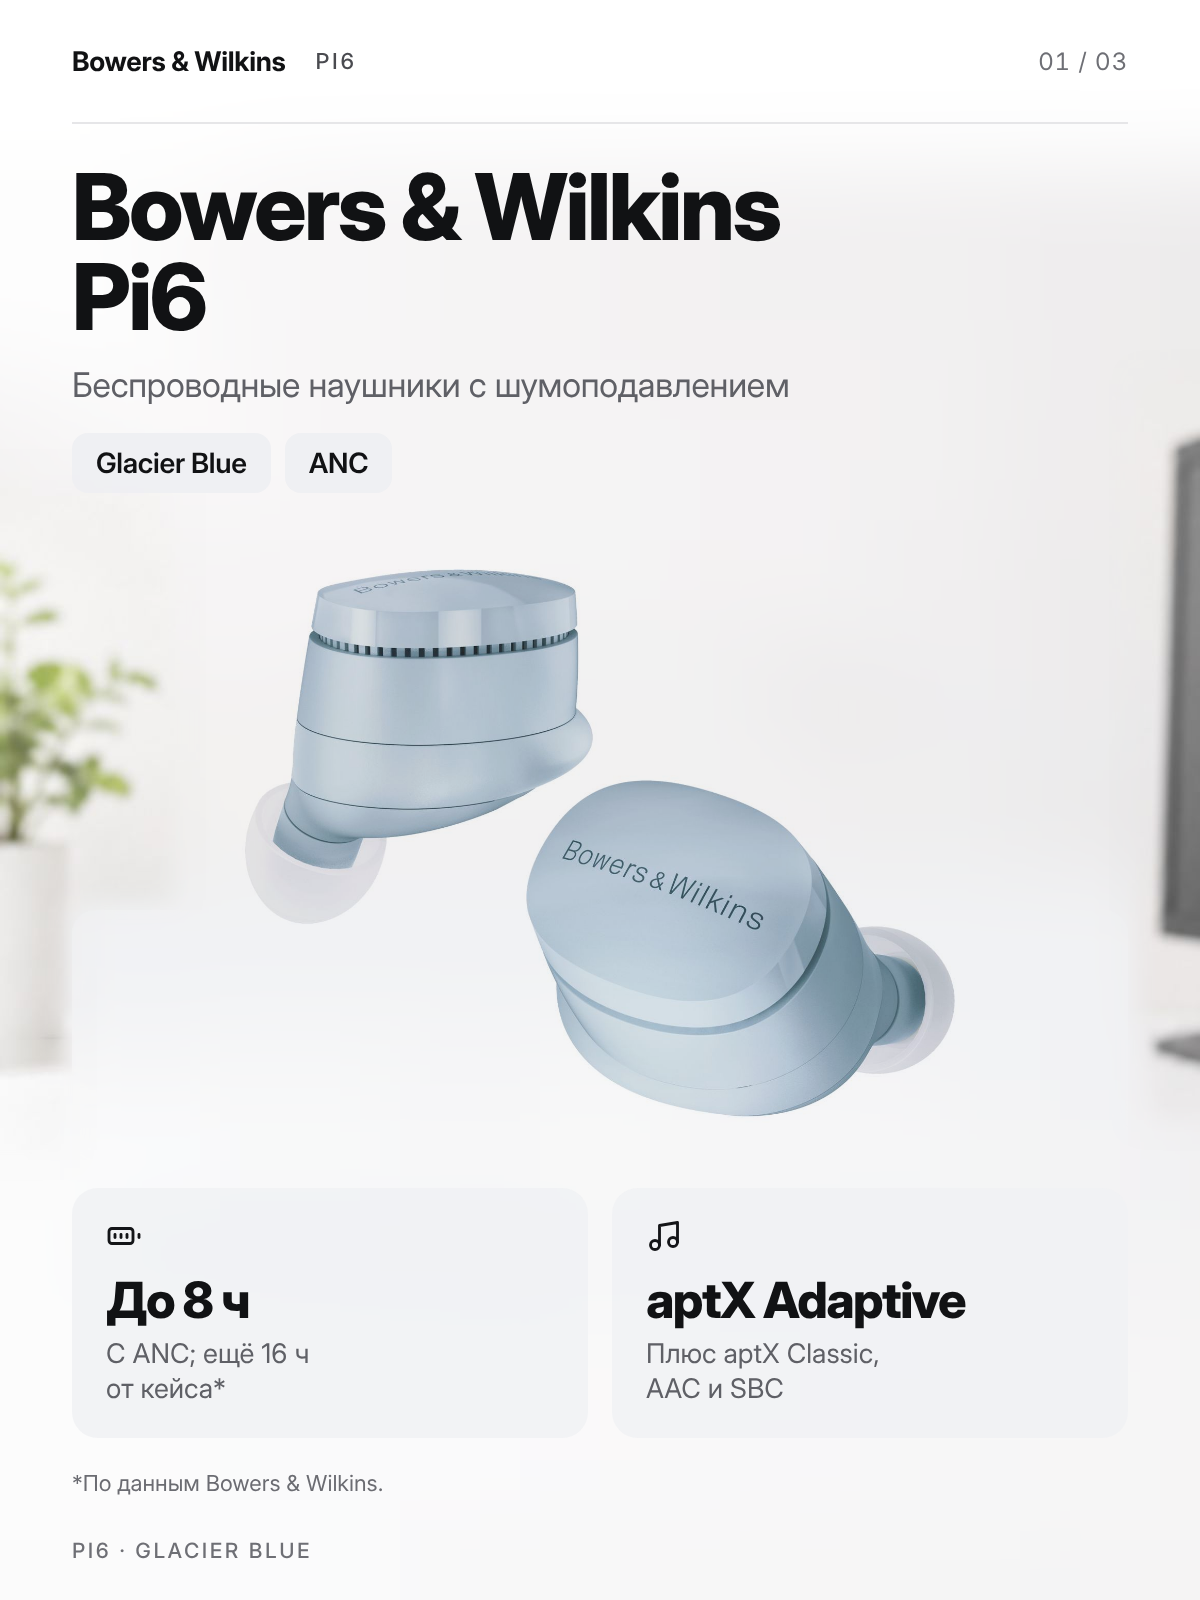 Bowers & Wilkins PI6
01 / 03
Bowers & Wilkins
Pi6
Беспроводные наушники с шумоподавлением
Glacier Blue
ANC
Bowers & Wilkins
Bowers & Wilkins
До 8 ч
С ANC; ещё 16 ч
от кейса*
aptX Adaptive
Плюс aptX Classic,
AAC и SBC
*По данным Bowers & Wilkins.
PI6 · GLACIER BLUE